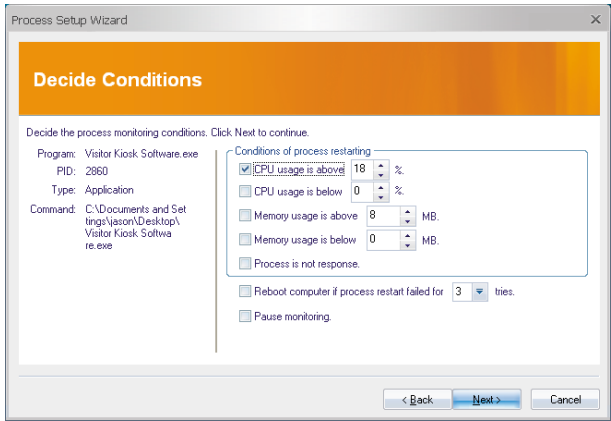 Process Setup Wizard
Decide Conditions
Decide the process monitoring conditions. Click Next to continue.
Program: Visitor Kiosk Software.exe
PID: 2860
Type: Application
Command: C:\Documents and Set
tings\jason\Desktop\
Visitor Kiosk Softwa
re.exe
Conditions of process restarting
CPU usage is above 18 %.
CPU usage is below 0 %.
Memory usage is above 8 MB.
Memory usage is below 0 MB.
Process is not response.
Reboot computer if process restart failed for 3 tries.
Pause monitoring.
< Back Next > Cancel